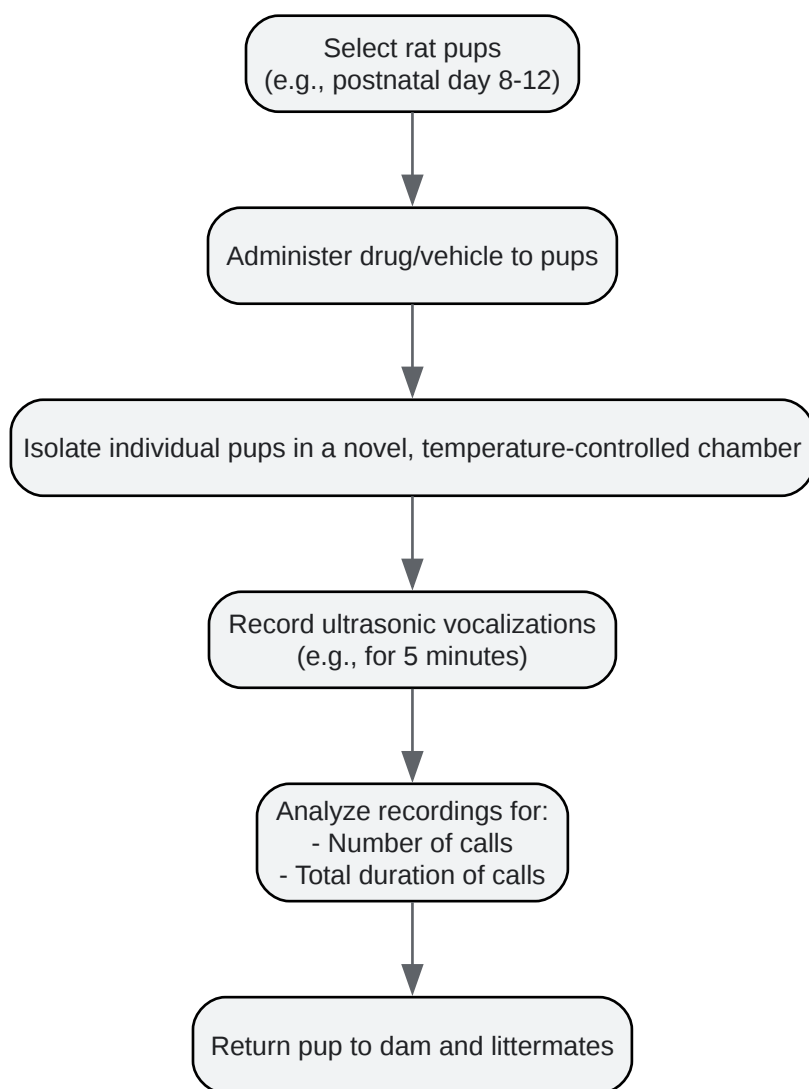 Select rat pups
(e.g., postnatal day 8-12)
Administer drug/vehicle to pups
Isolate individual pups in a novel, temperature-controlled chamber
Record ultrasonic vocalizations
(e.g., for 5 minutes)
Analyze recordings for:
- Number of calls
- Total duration of calls
Return pup to dam and littermates